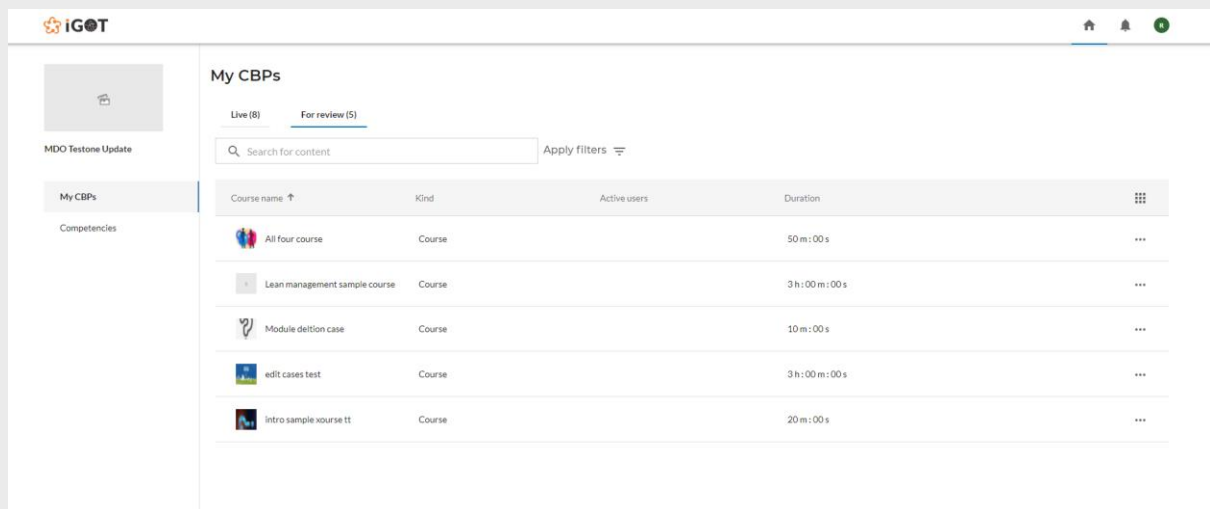 iGOT
R
My CBPs
Live (8) For review (5)
MDO Testone Update
Search for content Apply filters
My CBPs
Competencies
Course name ↑ Kind Active users Duration
All four course Course 50 m : 00 s
Lean management sample course Course 3 h : 00 m : 00 s
Module deltion case Course 10 m : 00 s
edit cases test Course 3 h : 00 m : 00 s
intro sample xourse tt Course 20 m : 00 s